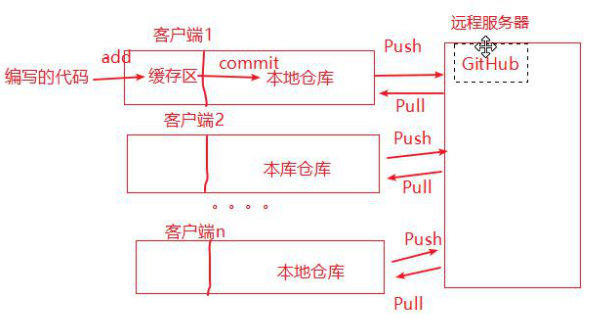 客户端1
远程服务器
add
Push
编写的代码
缓存区
commit
本地仓库
GitHub
Pull
客户端2
Push
本库仓库
Pull
。。。。
客户端n
Push
本地仓库
Pull